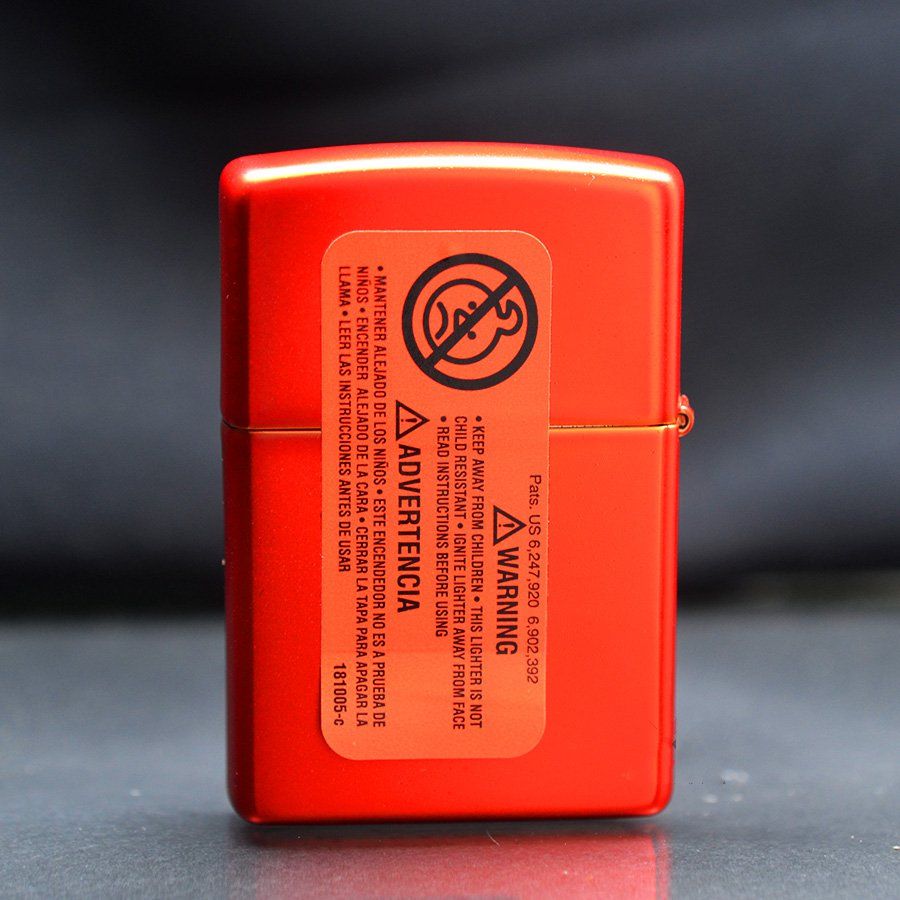 Pats. US 6,247,920 6,902,392
⚠WARNING
• KEEP AWAY FROM CHILDREN • THIS LIGHTER IS NOT
CHILD RESISTANT • IGNITE LIGHTER AWAY FROM FACE
• READ INSTRUCTIONS BEFORE USING
⚠ADVERTENCIA
• MANTENER ALEJADO DE LOS NIÑOS • ESTE ENCENDEDOR NO ES A PRUEBA DE
NIÑOS • ENCENDER ALEJADO DE LA CARA • CERRAR LA TAPA PARA APAGAR LA
LLAMA • LEER LAS INSTRUCCIONES ANTES DE USAR
181005-c